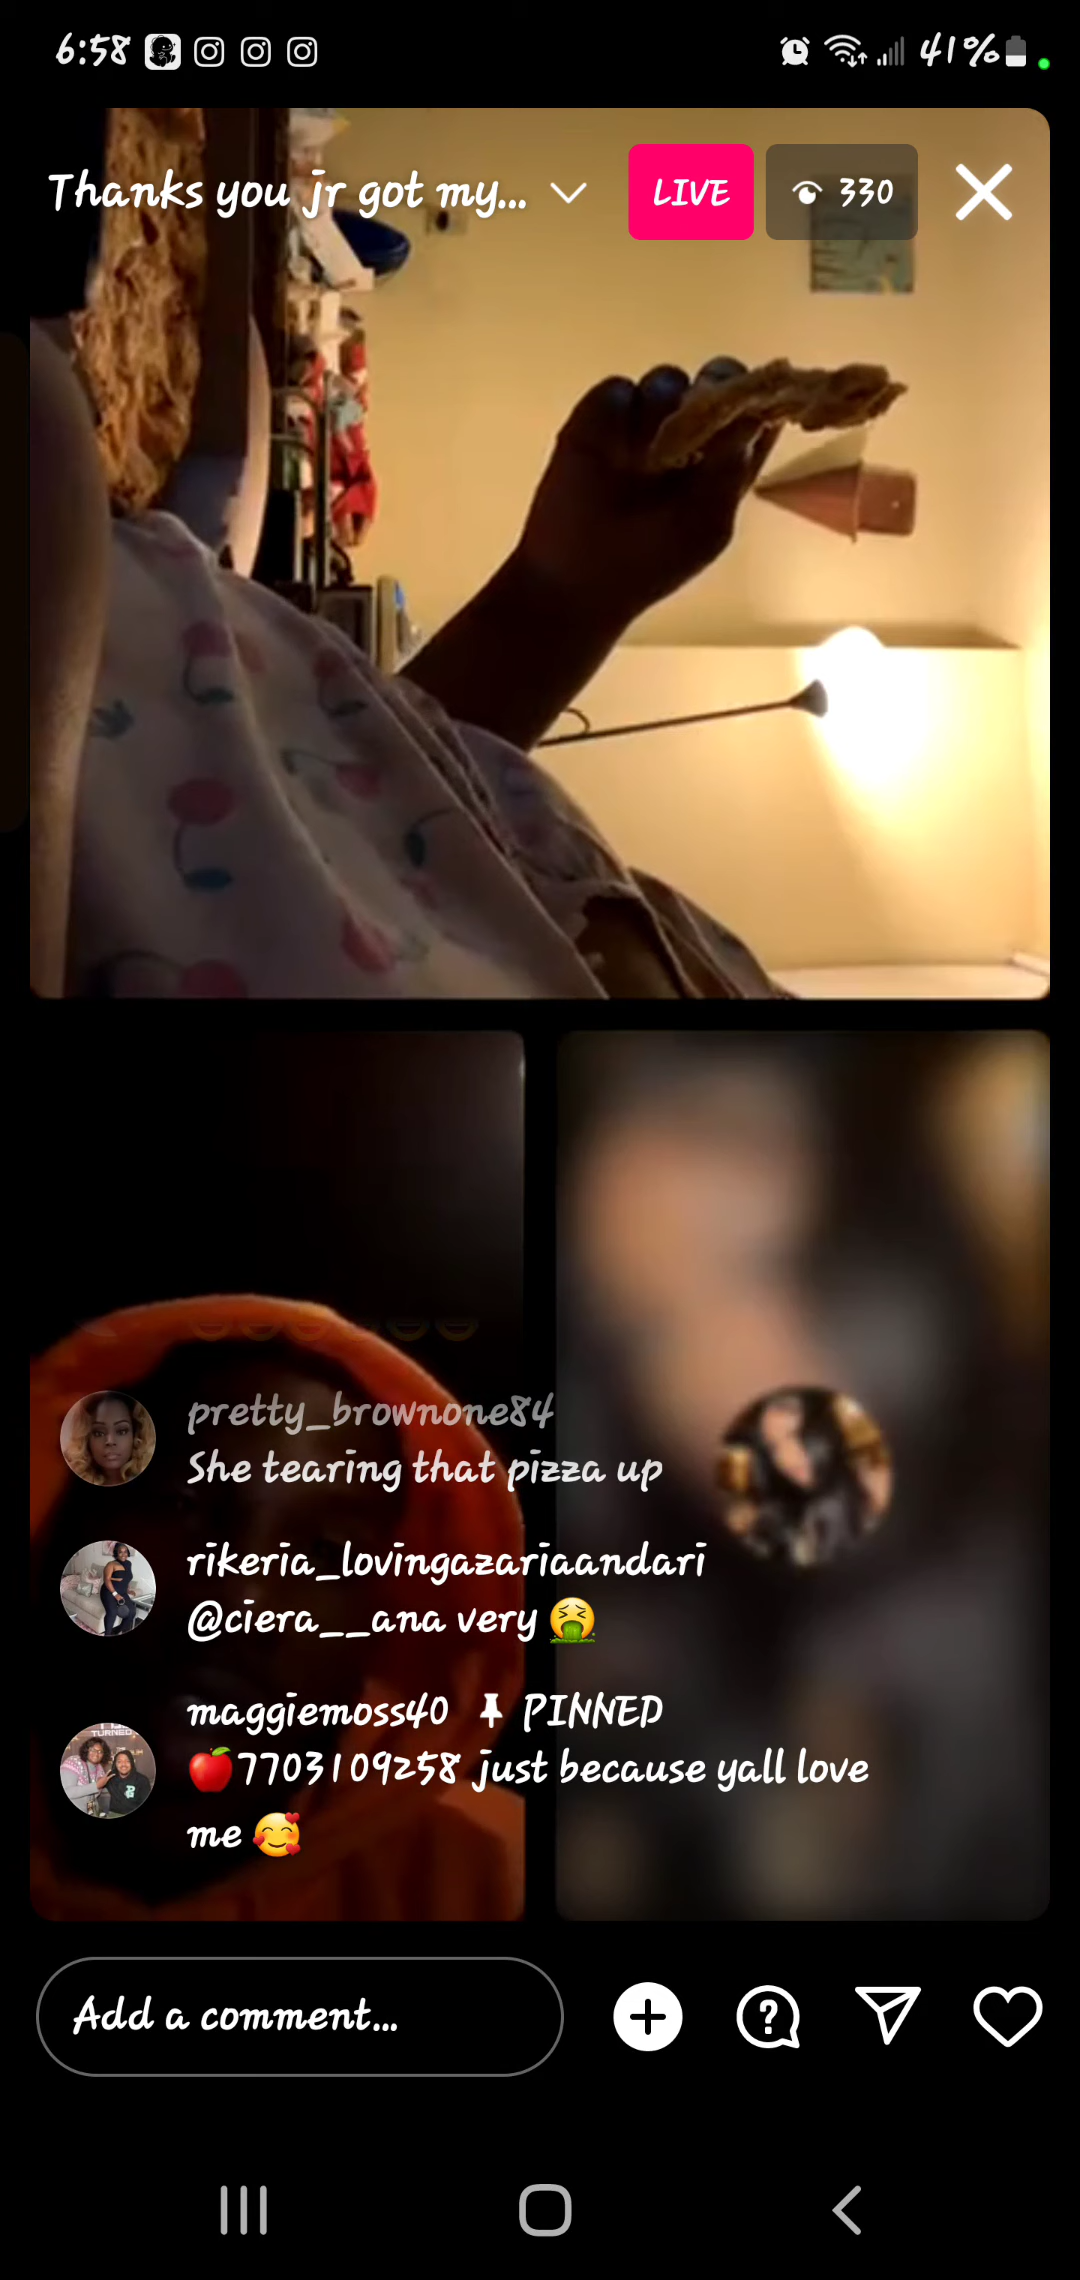 6:58
41%
Thanks you jr got my...
LIVE
330
pretty_brownone84
She tearing that pizza up
rikeria_lovingazariaandari
@ciera__ana very 🤮
maggiemoss40 📌 PINNED
🍎7703109258 just because yall love
me 🥰
TURNED
Add a comment...